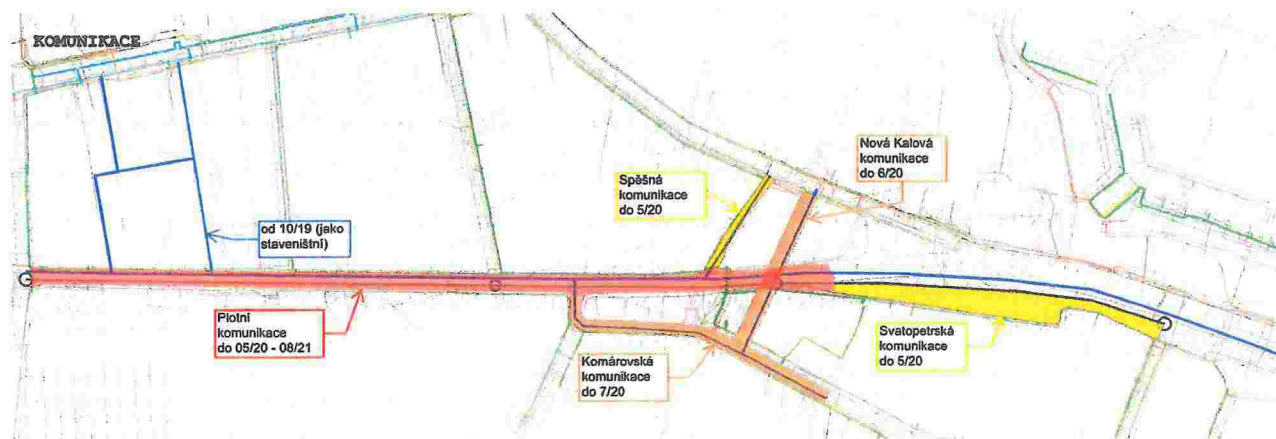 KOMUNIKACE
Nová Kalová
komunikace
do 6/20
Spěšná
komunikace
do 5/20
od 10/19 (jako
staveništní)
Plotní
komunikace
do 05/20 - 08/21
Komárovská
komunikace
do 7/20
Svatopetrská
komunikace
do 5/20